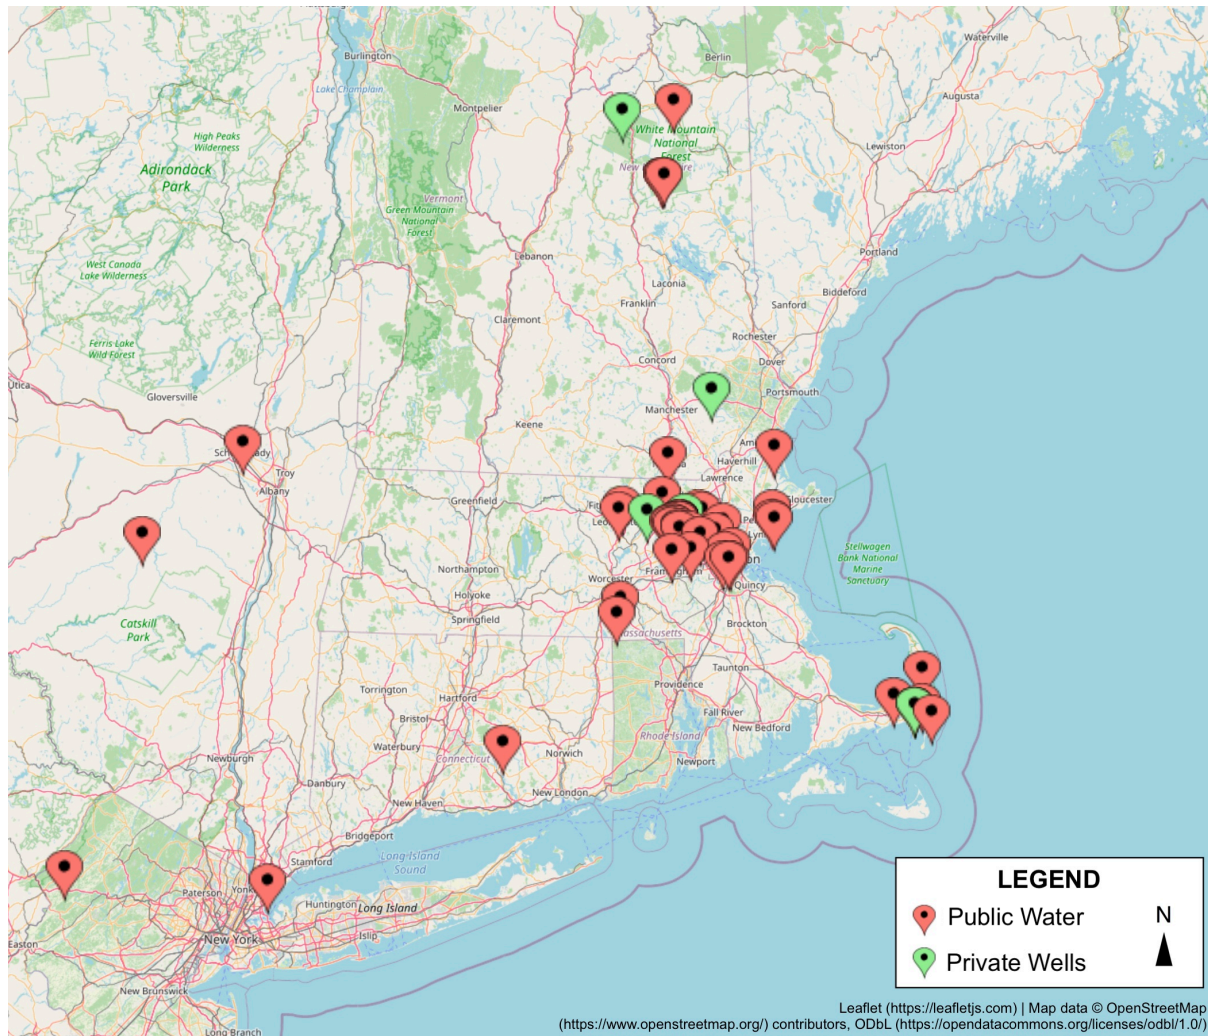 Waterville
Berlin
Burlington
Lake Champlain
Augusta
Montpelier
High Peaks
Wilderness
White Mountain
National
Forest
Lewiston
Adirondack
Park
Vermont
Green Mountain
National
Forest
Portland
Lebanon
West Canada
Lake Wilderness
Laconia
Biddeford
Franklin
Sanford
Claremont
Rochester
Ferris Lake
Wild Forest
Concord
Dover
Utica
Portsmouth
Gloversville
Manchester
Keene
Haverhill
Troy
Lawrence
Albany
Greenfield
Gloucester
Stellwagen
Bank National
Marine
Sanctuary
Northampton
Worcester
Quincy
Holyoke
Springfield
Brockton
Catskill
Park
Massachusetts
Taunton
Providence
Torrington
Hartford
Fall River
New Bedford
Bristol
Rhode Island
Waterbury
Norwich
Connecticut
Newport
Newburgh
Danbury
New London
New Haven
Bridgeport
Long Island
Sound
Stamford
Paterson
Huntington
Long Island
New York
Islip
Easton
New Brunswick
Long Branch
LEGEND
Public Water
N
Private Wells
Leaflet (https://leafletjs.com) | Map data © OpenStreetMap
(https://www.openstreetmap.org/) contributors, ODbL (https://opendatacommons.org/licenses/odbl/1.0/)